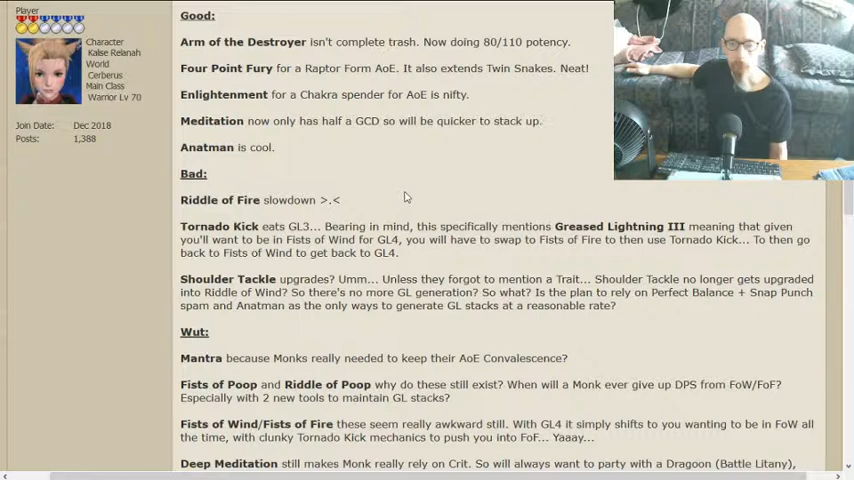 Player
Character
Kalse Relanah
World
Cerberus
Main Class
Warrior Lv 70
Join Date: Dec 2018
Posts: 1,388
Good:
Arm of the Destroyer isn't complete trash. Now doing 80/110 potency.
Four Point Fury for a Raptor Form AoE. It also extends Twin Snakes. Neat!
Enlightenment for a Chakra spender for AoE is nifty.
Meditation now only has half a GCD so will be quicker to stack up.
Anatman is cool.
Bad:
Riddle of Fire slowdown >.<
Tornado Kick eats GL3... Bearing in mind, this specifically mentions Greased Lightning III meaning that given
you'll want to be in Fists of Wind for GL4, you will have to swap to Fists of Fire to then use Tornado Kick... To then go
back to Fists of Wind to get back to GL4.
Shoulder Tackle upgrades? Umm... Unless they forgot to mention a Trait... Shoulder Tackle no longer gets upgraded
into Riddle of Wind? So there's no more GL generation? So what? Is the plan to rely on Perfect Balance + Snap Punch
spam and Anatman as the only ways to generate GL stacks at a reasonable rate?
Wut:
Mantra because Monks really needed to keep their AoE Convalescence?
Fists of Poop and Riddle of Poop why do these still exist? When will a Monk ever give up DPS from FoW/FoF?
Especially with 2 new tools to maintain GL stacks?
Fists of Wind/Fists of Fire these seem really awkward still. With GL4 it simply shifts to you wanting to be in FoW all
the time, with clunky Tornado Kick mechanics to push you into FoF... Yaaay...
Deep Meditation still makes Monk really rely on Crit. So will always want to party with a Dragoon (Battle Litany),